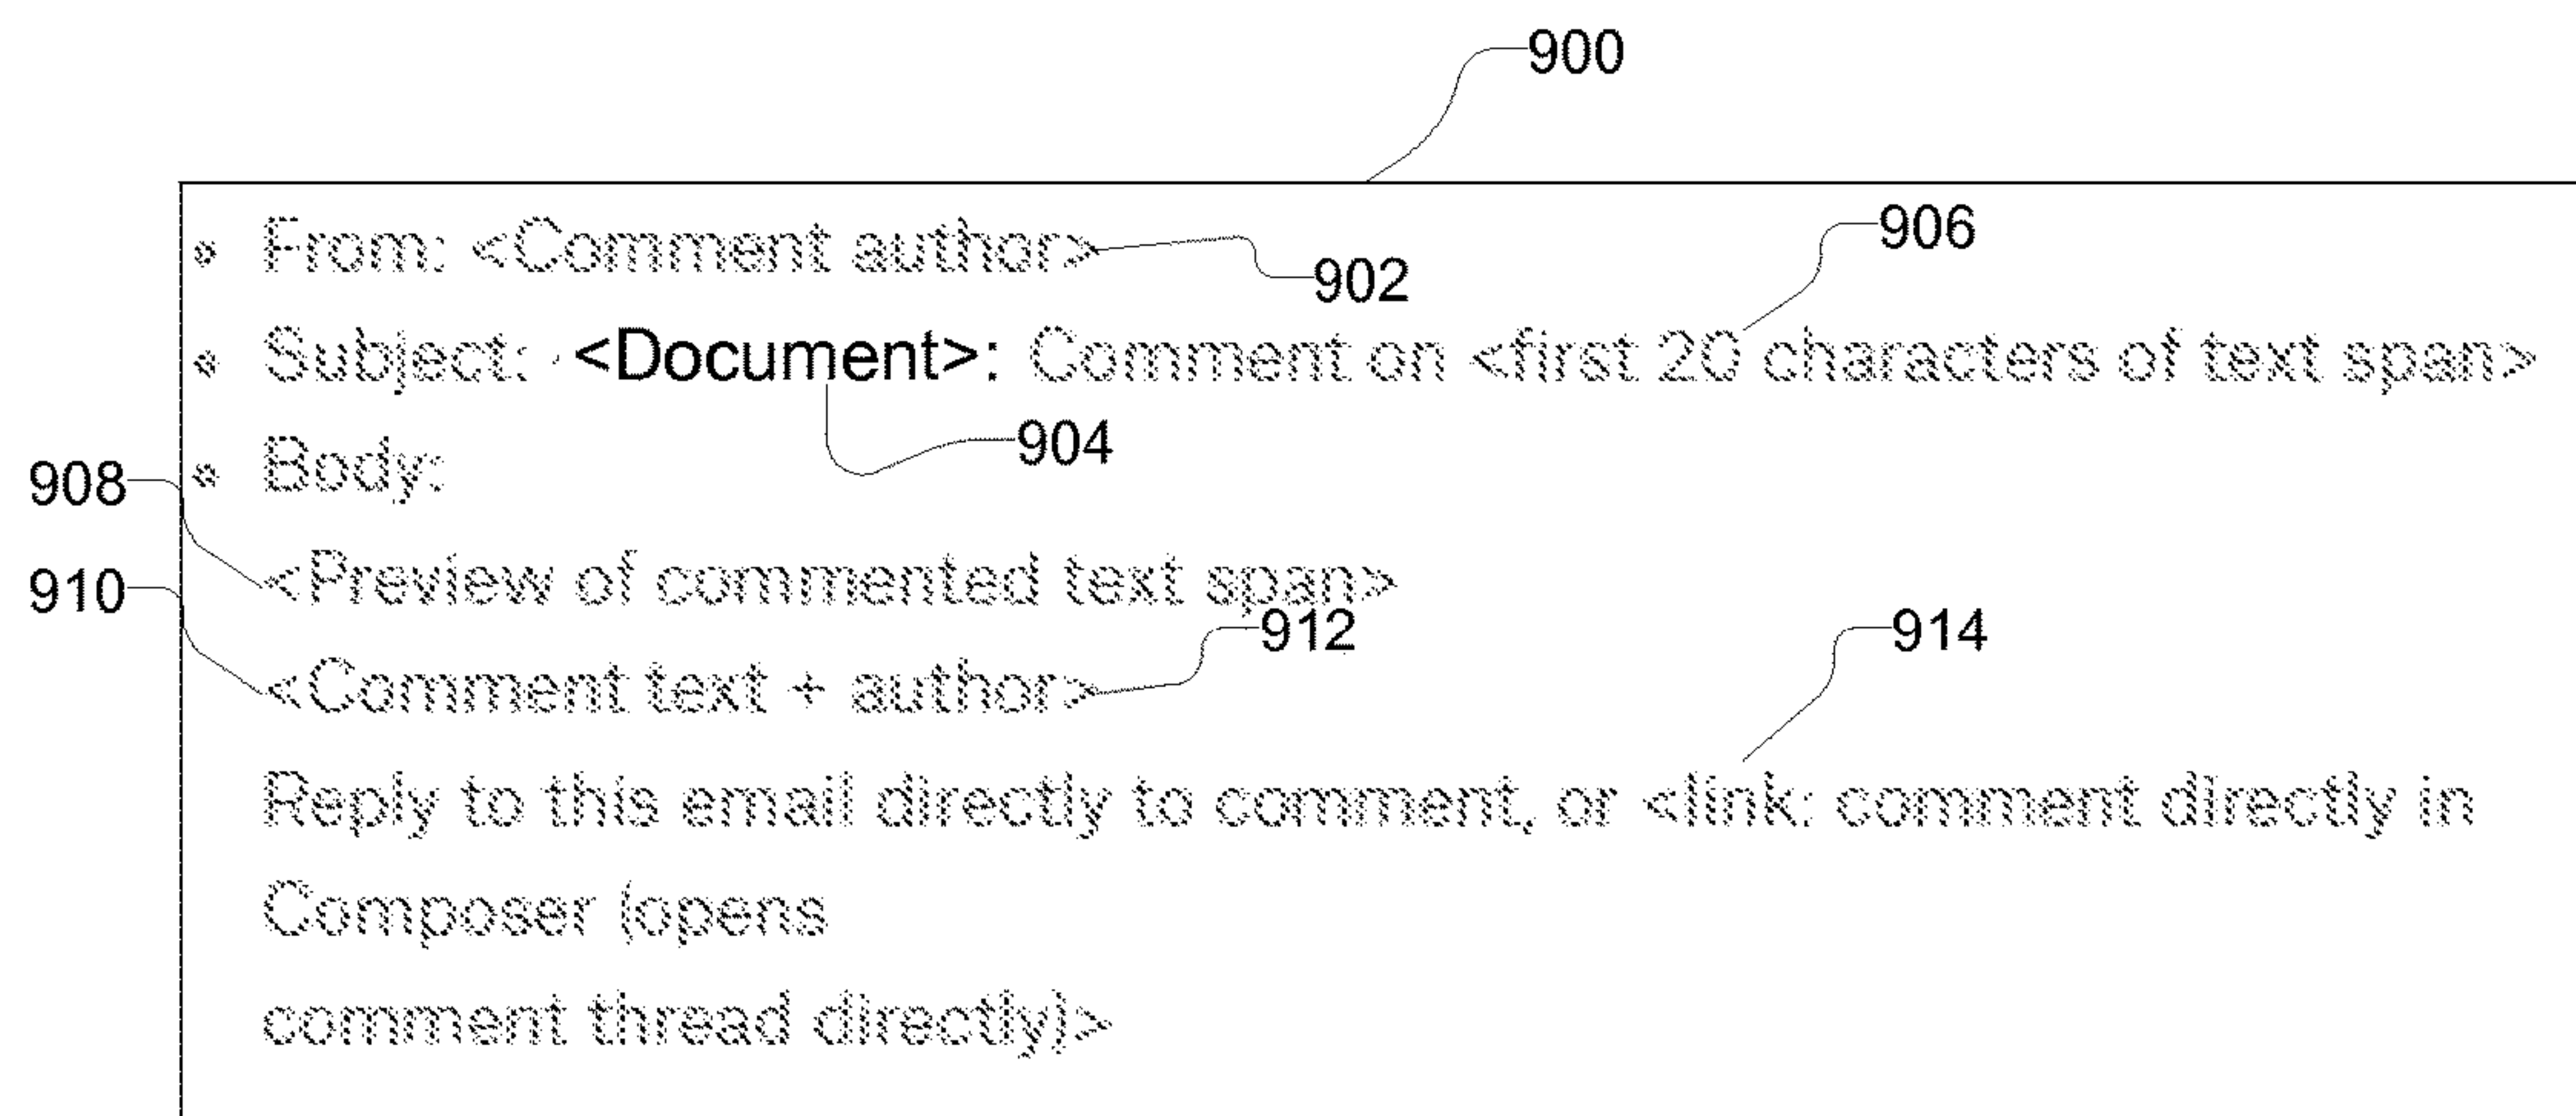 900
• From: <Comment author>
902
906
• Subject: <Document>: Comment on <first 20 characters of text span>
904
• Body:
908
<Preview of commented text span>
910
912
914
<Comment text + author>
Reply to this email directly to comment, or <link: comment directly in
Composer (opens
comment thread directly)>